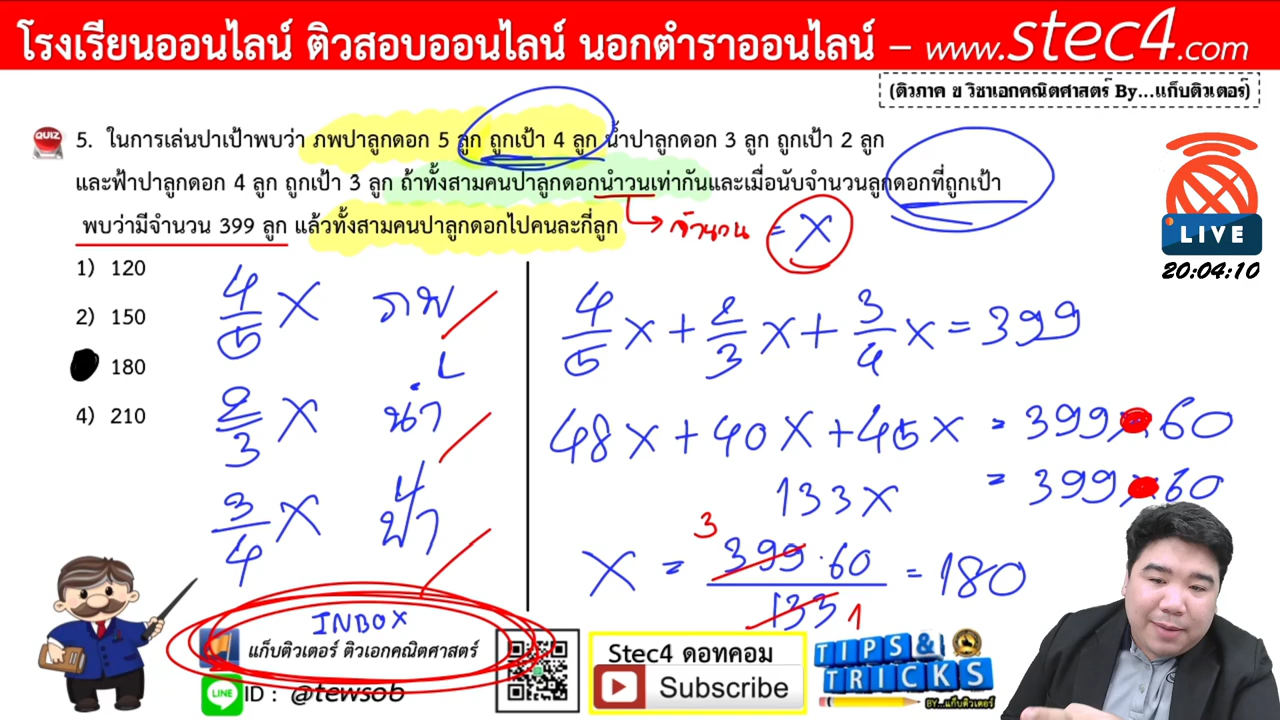 โรงเรียนออนไลน์ ติวสอบออนไลน์ นอกตำราออนไลน์ – www.stec4.com
(ติวภาค ข วิชาเอกคณิตศาสตร์ By...แก็บติวเตอร์)
QUIZ 5. ในการเล่นปาเป้าพบว่า ภพปาลูกดอก 5 ลูก ถูกเป้า 4 ลูก น้ำปาลูกดอก 3 ลูก ถูกเป้า 2 ลูก
และฟ้าปาลูกดอก 4 ลูก ถูกเป้า 3 ลูก ถ้าทั้งสามคนปาลูกดอกนำวนเท่ากันและเมื่อนับจำนวนลูกดอกที่ถูกเป้า
พบว่ามีจำนวน 399 ลูก แล้วทั้งสามคนปาลูกดอกไปคนละกี่ลูก
จำนวน = x
LIVE
20:04:10
1) 120
2) 150
180
4) 210
4/5 x ภพ
2/3 x น้ำ
3/4 x ฟ้า
4/5 x + 2/3 x + 3/4 x = 399
48x + 40x + 45x = 399 60
133x = 399 60
x = 399·60 / 133 = 180
3
1
INBOX
แก็บติวเตอร์ ติวเอกคณิตศาสตร์
LINE ID : @tewsob
Stec4 ดอทคอม
Subscribe
TIPS & TRICKS
BY...แก็บติวเตอร์